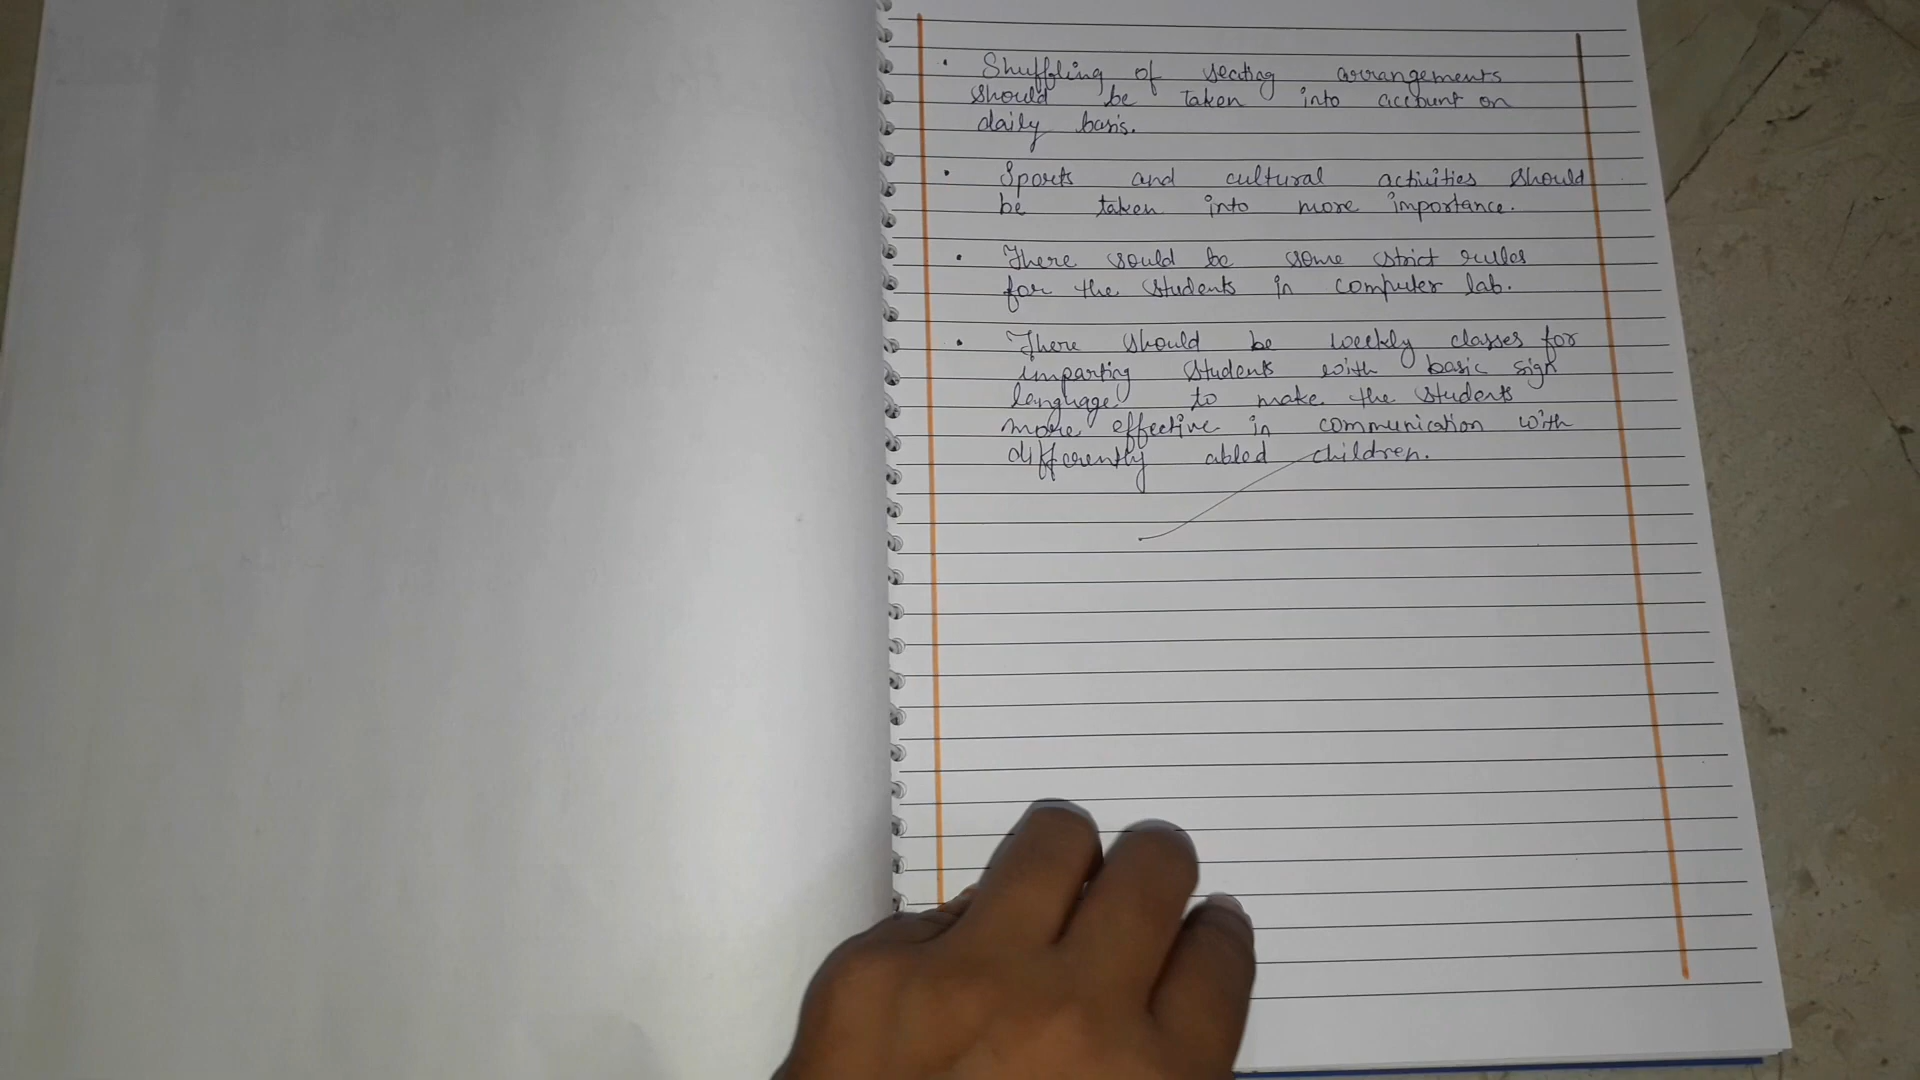 • Shuffling of seating arrangements
should be taken into account on
daily basis.
• Sports and cultural activities should
be taken into more importance.
• There sould be some strict rules
for the students in computer lab.
• There should be weekly classes for
imparting students with basic sign
language to make the students
more effective in communication with
differently abled children.